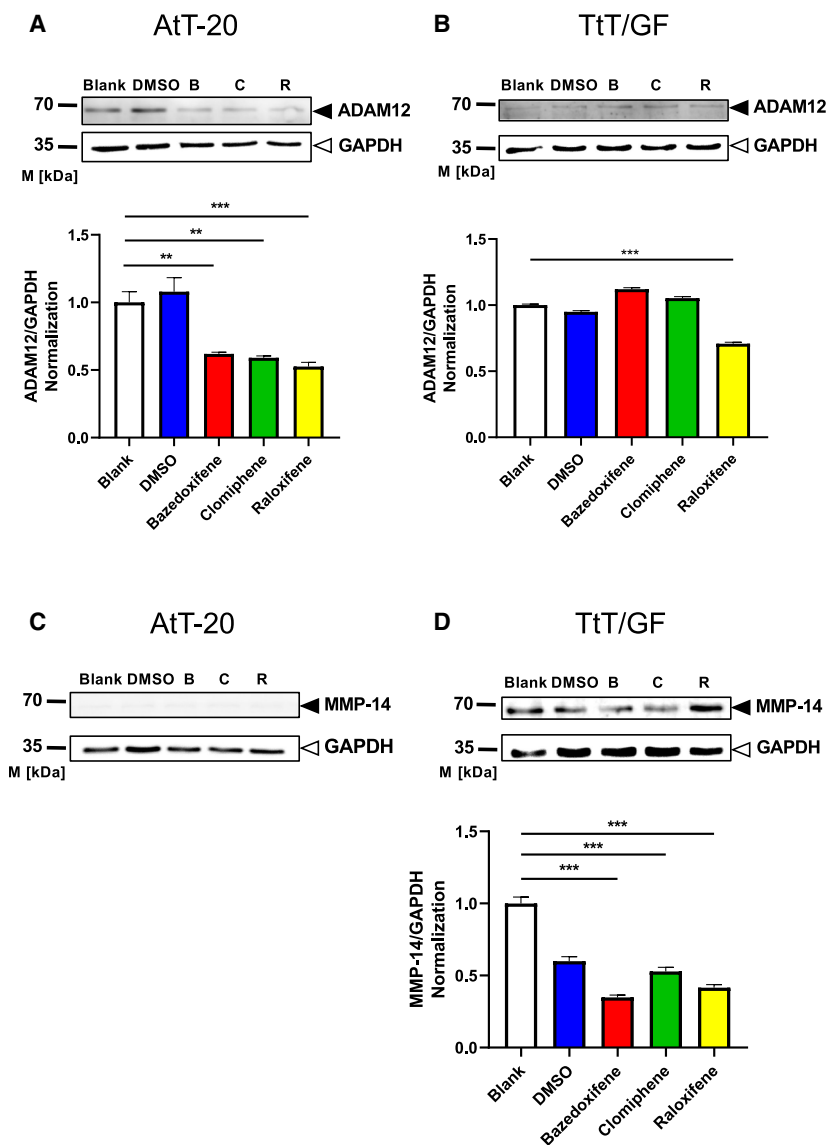 A AtT-20
Blank DMSO B C R
70
ADAM12
35
GAPDH
M [kDa]
***
**
**
1.5
1.0
0.5
0.0
ADAM12/GAPDH
Normalization
Blank
DMSO
Bazedoxifene
Clomiphene
Raloxifene
B TtT/GF
Blank DMSO B C R
70
ADAM12
35
GAPDH
M [kDa]
***
1.5
1.0
0.5
0.0
ADAM12/GAPDH
Normalization
Blank
DMSO
Bazedoxifene
Clomiphene
Raloxifene
C AtT-20
Blank DMSO B C R
70
MMP-14
35
GAPDH
M [kDa]
D TtT/GF
Blank DMSO B C R
70
MMP-14
35
GAPDH
M [kDa]
***
***
***
1.5
1.0
0.5
0.0
MMP-14/GAPDH
Normalization
Blank
DMSO
Bazedoxifene
Clomiphene
Raloxifene